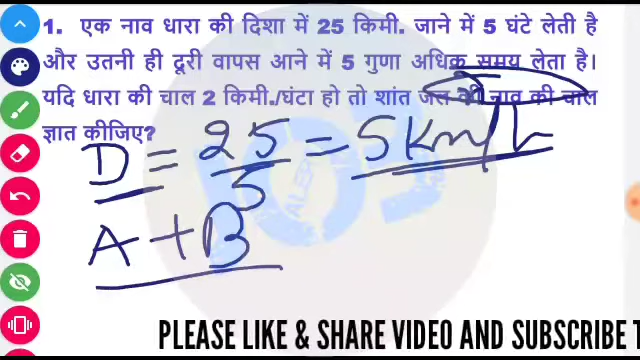 1. एक नाव धारा की दिशा में 25 किमी. जाने में 5 घंटे लेती है
और उतनी ही दूरी वापस आने में 5 गुणा अधिक समय लेता है।
यदि धारा की चाल 2 किमी./घंटा हो तो शांत जल की नाव की चाल
ज्ञात कीजिए?
D = 25/5 = 5km/h
A + B
PLEASE LIKE & SHARE VIDEO AND SUBSCRIBE T